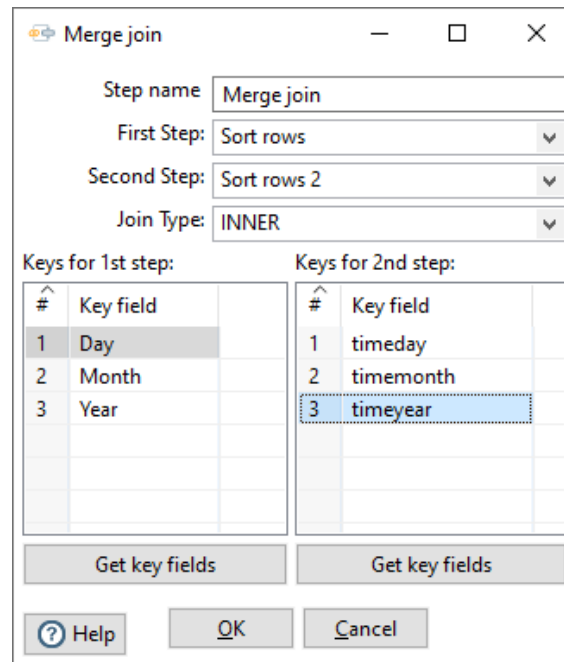 Merge join
Step name Merge join
First Step: Sort rows
Second Step: Sort rows 2
Join Type: INNER
Keys for 1st step: Keys for 2nd step:
# Key field # Key field
1 Day 1 timeday
2 Month 2 timemonth
3 Year 3 timeyear
Get key fields Get key fields
Help OK Cancel